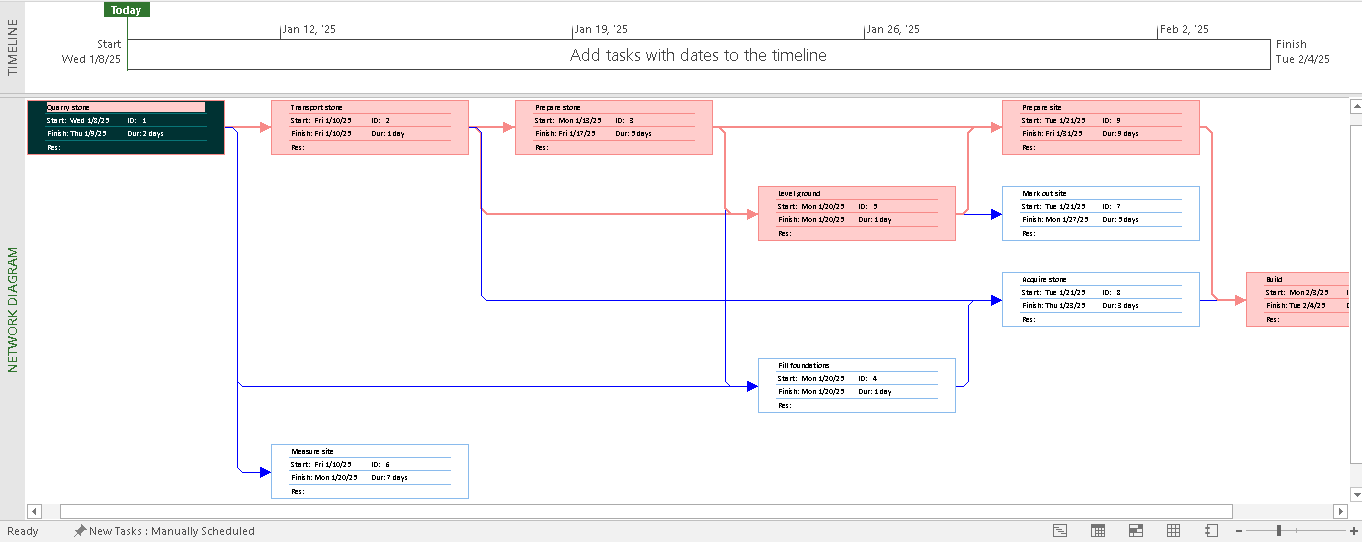 TIMELINE
Today
Jan 12, '25
Jan 19, '25
Jan 26, '25
Feb 2, '25
Start
Wed 1/8/25
Add tasks with dates to the timeline
Finish
Tue 2/4/25
NETWORK DIAGRAM
Quarry stone
Start: Wed 1/8/25 ID: 1
Finish: Thu 1/9/25 Dur: 2 days
Res:
Transport stone
Start: Fri 1/10/25 ID: 2
Finish: Fri 1/10/25 Dur: 1 day
Res:
Prepare stone
Start: Mon 1/13/25 ID: 3
Finish: Fri 1/17/25 Dur: 5 days
Res:
Prepare site
Start: Tue 1/21/25 ID: 9
Finish: Fri 1/31/25 Dur: 9 days
Res:
Level ground
Start: Mon 1/20/25 ID: 5
Finish: Mon 1/20/25 Dur: 1 day
Res:
Mark out site
Start: Tue 1/21/25 ID: 7
Finish: Mon 1/27/25 Dur: 5 days
Res:
Acquire stone
Start: Tue 1/21/25 ID: 8
Finish: Thu 1/23/25 Dur: 3 days
Res:
Build
Start: Mon 2/3/25
Finish: Tue 2/4/25
Res:
Fill foundations
Start: Mon 1/20/25 ID: 4
Finish: Mon 1/20/25 Dur: 1 day
Res:
Measure site
Start: Fri 1/10/25 ID: 6
Finish: Mon 1/20/25 Dur: 7 days
Res:
Ready
New Tasks : Manually Scheduled